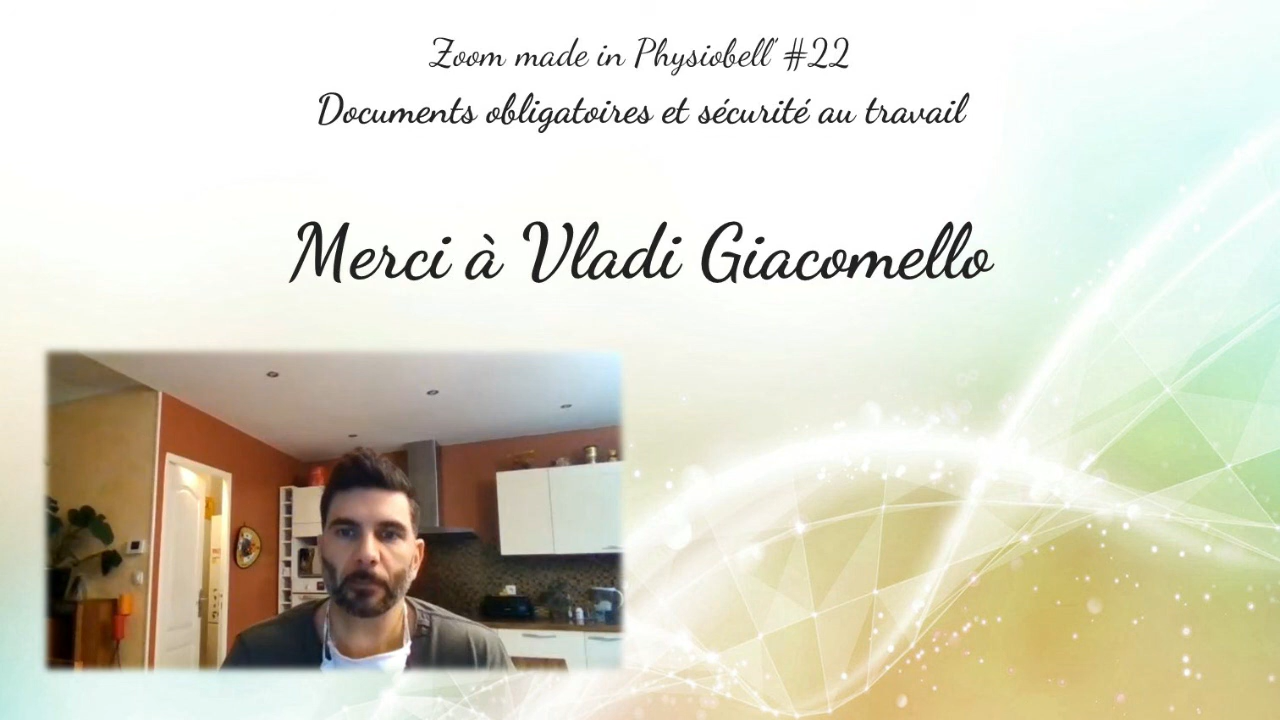 Zoom made in Physiobell' #22
Documents obligatoires et sécurité au travail
Merci à Vladi Giacomello